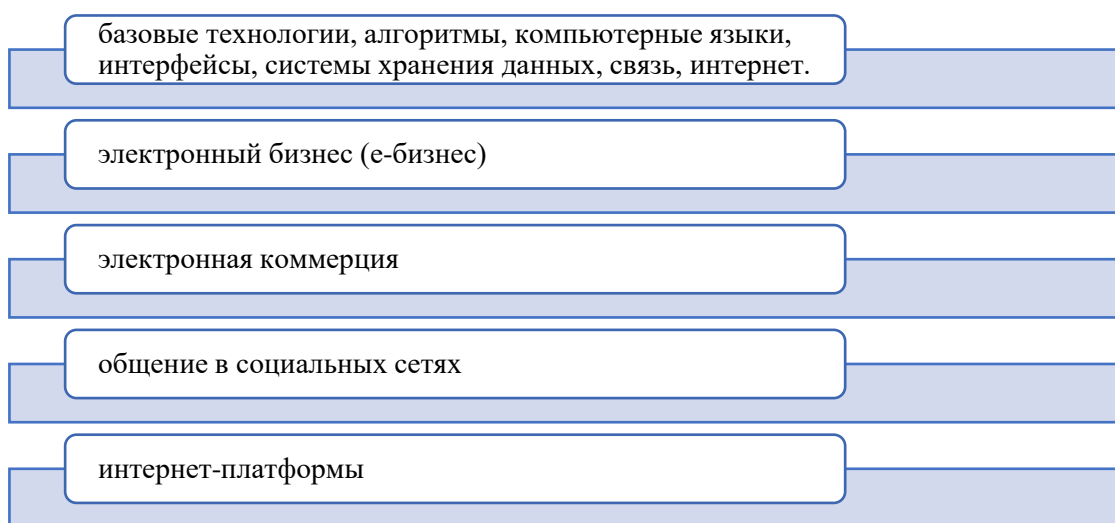 базовые технологии, алгоритмы, компьютерные языки,
интерфейсы, системы хранения данных, связь, интернет.
электронный бизнес (е-бизнес)
электронная коммерция
общение в социальных сетях
интернет-платформы